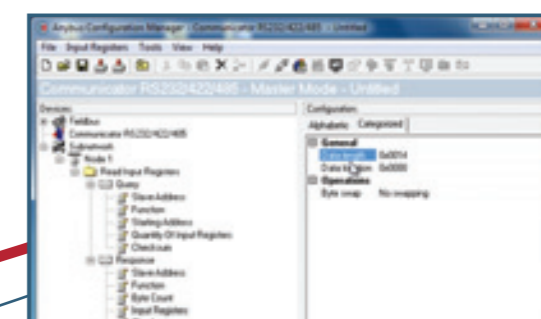 Anybus Configuration Manager - Communicator RS232/422/485 - Untitled
File Input Registers Tools View Help
Communicator RS232/422/485 - Master Mode - Untitled
Devices:
Configuration:
Fieldbus
Communicator RS232/422/485
Subnetwork
Node 1
Read Input Registers
Query
Slave Address
Function
Starting Address
Quantity Of Input Registers
Checksum
Response
Slave Address
Function
Byte Count
Input Registers
Alphabetic Categorized
General
Data length 0x0014
Data location 0x0000
Operations
Byte swap No swapping